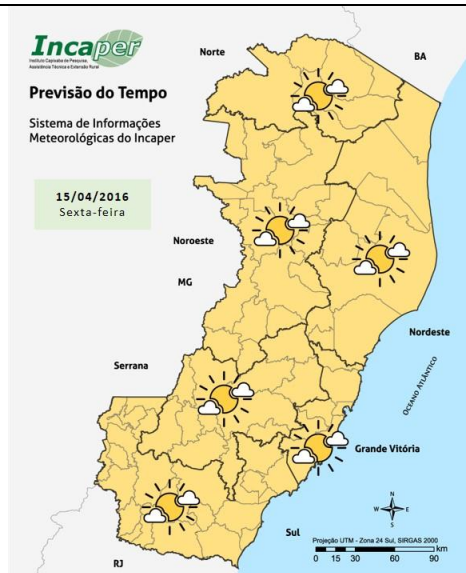 Incaper
Instituto Capixaba de Pesquisa,
Assistência Técnica e Extensão Rural
Previsão do Tempo
Sistema de Informações
Meteorológicas do Incaper
15/04/2016
Sexta-feira
Norte
BA
Noroeste
MG
Nordeste
Serrana
OCEANO ATLÂNTICO
Grande Vitória
N
W E
S
Sul
RJ
Projeção UTM - Zona 24 Sul, SIRGAS 2000
km
0 15 30 60 90